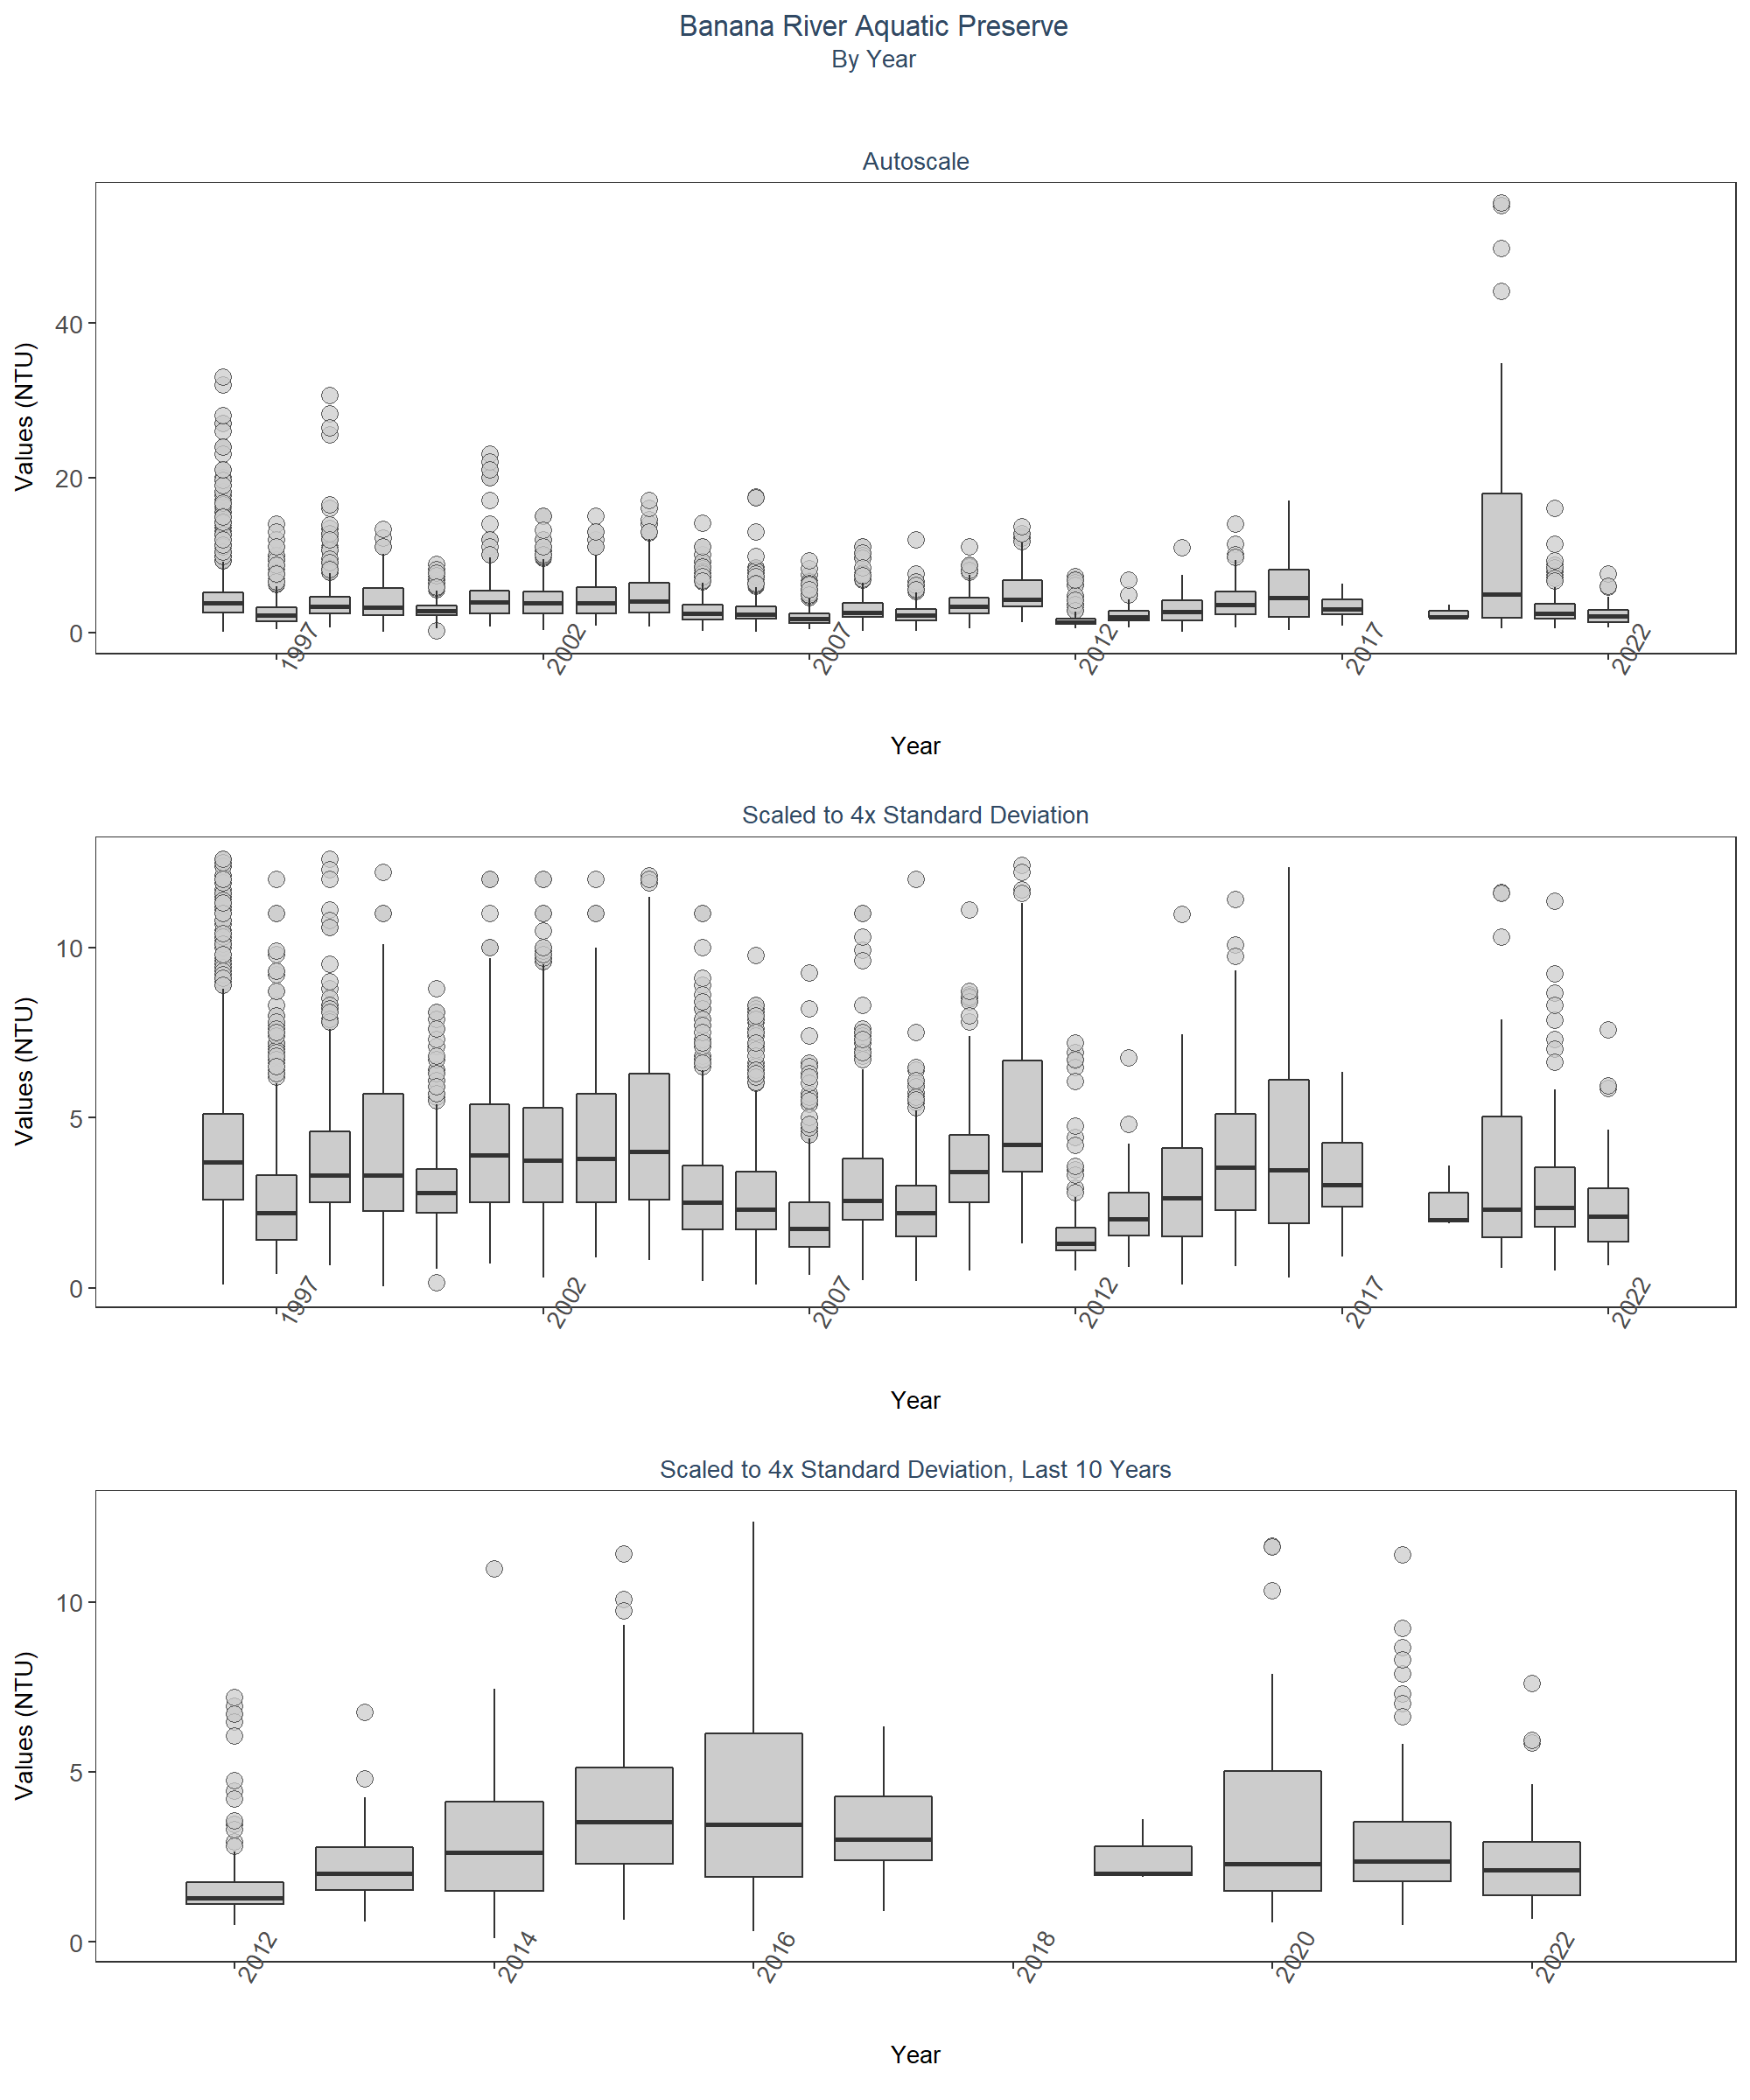 Banana River Aquatic Preserve
By Year
Autoscale
Values (NTU)
40
20
0
1997 2002 2007 2012 2017 2022
Year
Scaled to 4x Standard Deviation
Values (NTU)
10
5
0
1997 2002 2007 2012 2017 2022
Year
Scaled to 4x Standard Deviation, Last 10 Years
Values (NTU)
10
5
0
2012 2014 2016 2018 2020 2022
Year